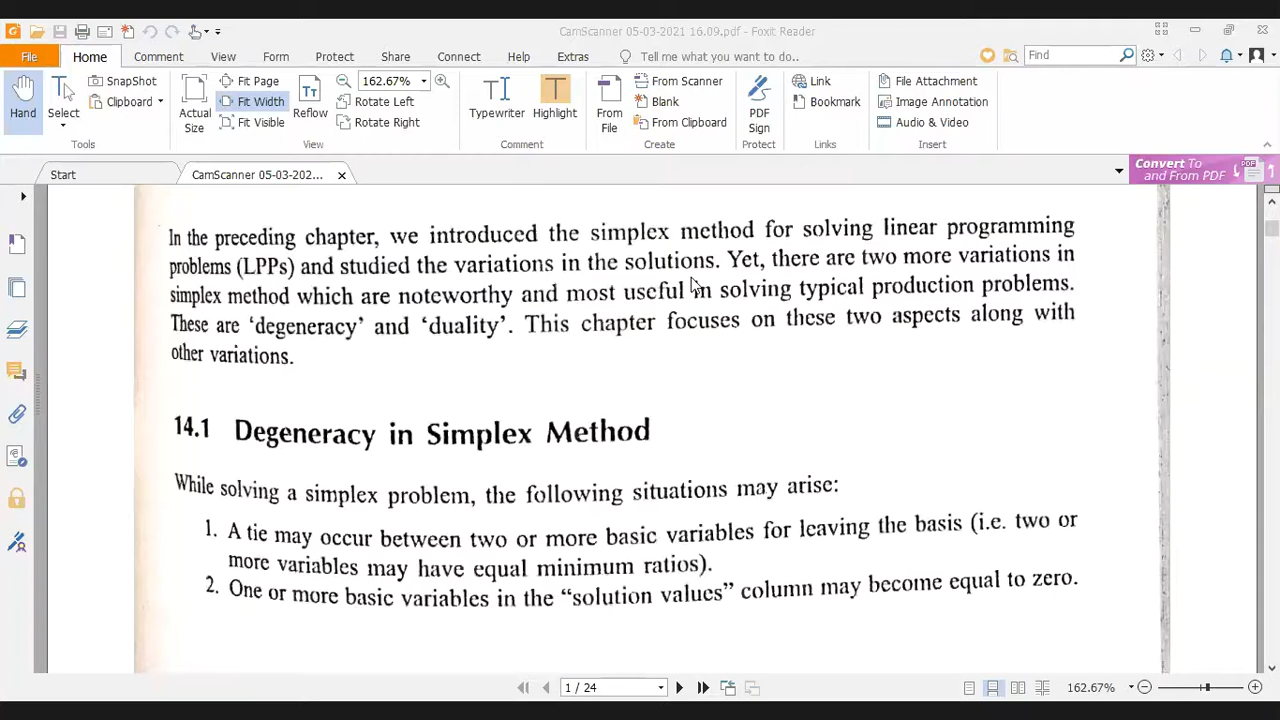 CamScanner 05-03-2021 16.09.pdf - Foxit Reader
File Home Comment View Form Protect Share Connect Help Extras Tell me what you want to do.. Find
SnapShot Fit Page 162.67% From Scanner Link File Attachment
Clipboard Fit Width Rotate Left Blank Bookmark Image Annotation
Hand Select Actual Size Fit Visible Reflow Rotate Right Typewriter Highlight From File From Clipboard PDF Sign Audio & Video
Tools View Comment Create Protect Links Insert
Start CamScanner 05-03-202... Convert To and From PDF PDF
In the preceding chapter, we introduced the simplex method for solving linear programming
problems (LPPs) and studied the variations in the solutions. Yet, there are two more variations in
simplex method which are noteworthy and most useful in solving typical production problems.
These are 'degeneracy' and 'duality'. This chapter focuses on these two aspects along with
other variations.
14.1 Degeneracy in Simplex Method
While solving a simplex problem, the following situations may arise:
1. A tie may occur between two or more basic variables for leaving the basis (i.e. two or
more variables may have equal minimum ratios).
2. One or more basic variables in the "solution values" column may become equal to zero.
1 / 24 162.67%